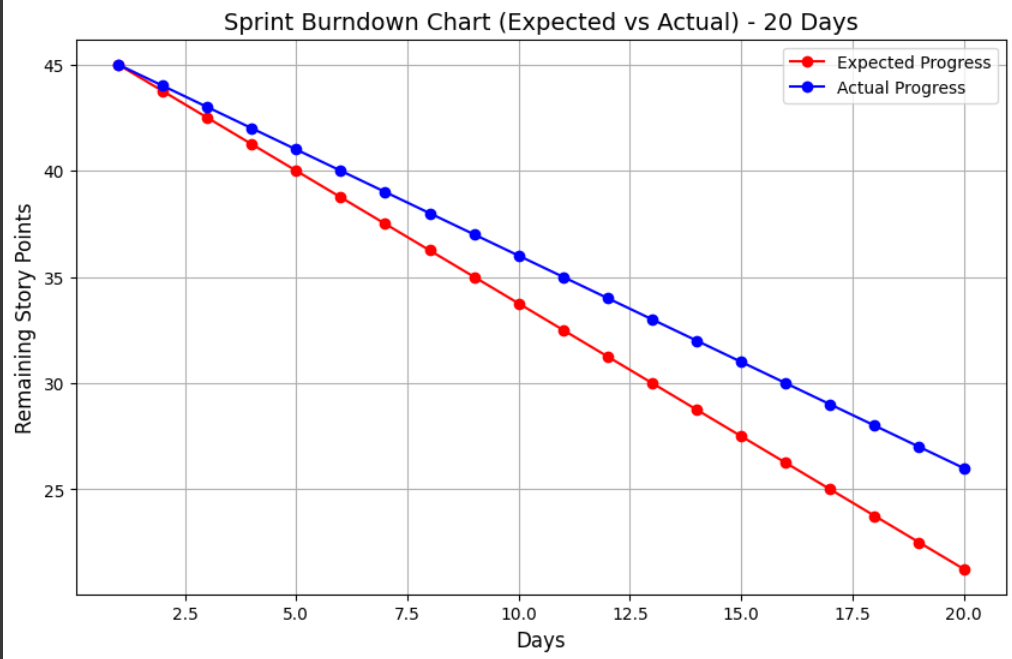 Sprint Burndown Chart (Expected vs Actual) - 20 Days
Expected Progress
Actual Progress
Remaining Story Points
45
40
35
30
25
2.5 5.0 7.5 10.0 12.5 15.0 17.5 20.0
Days